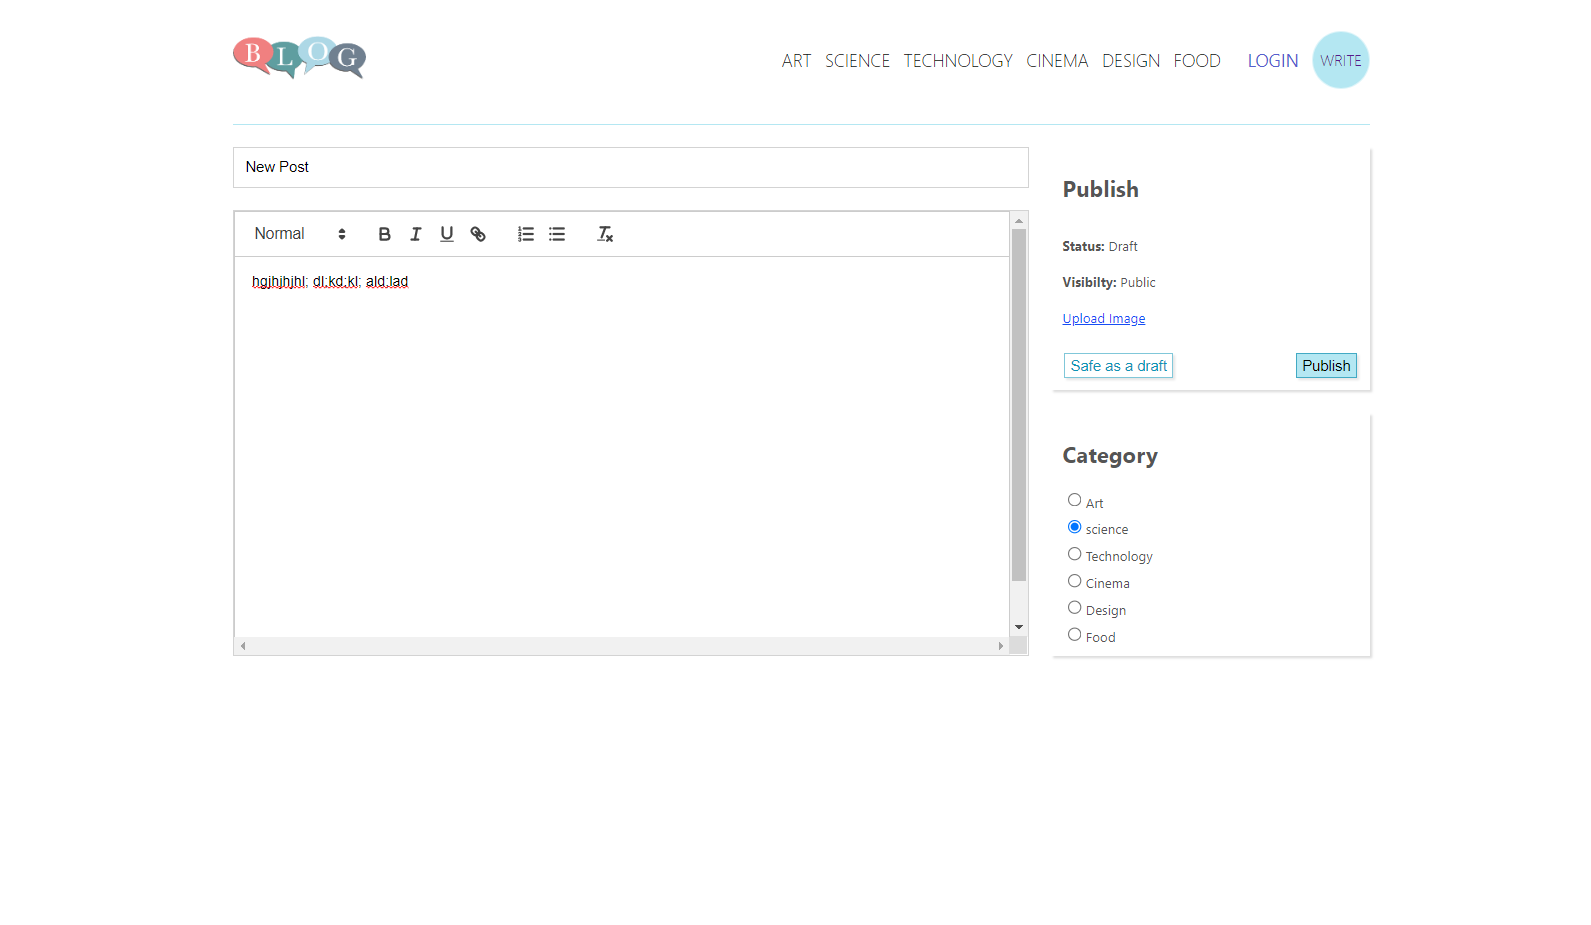 BLOG
ART SCIENCE TECHNOLOGY CINEMA DESIGN FOOD LOGIN WRITE
New Post
Normal
hgjhjhjhl; dl;kd;kl; ald;lad
Publish
Status: Draft
Visibilty: Public
Upload Image
Safe as a draft Publish
Category
Art
science
Technology
Cinema
Design
Food